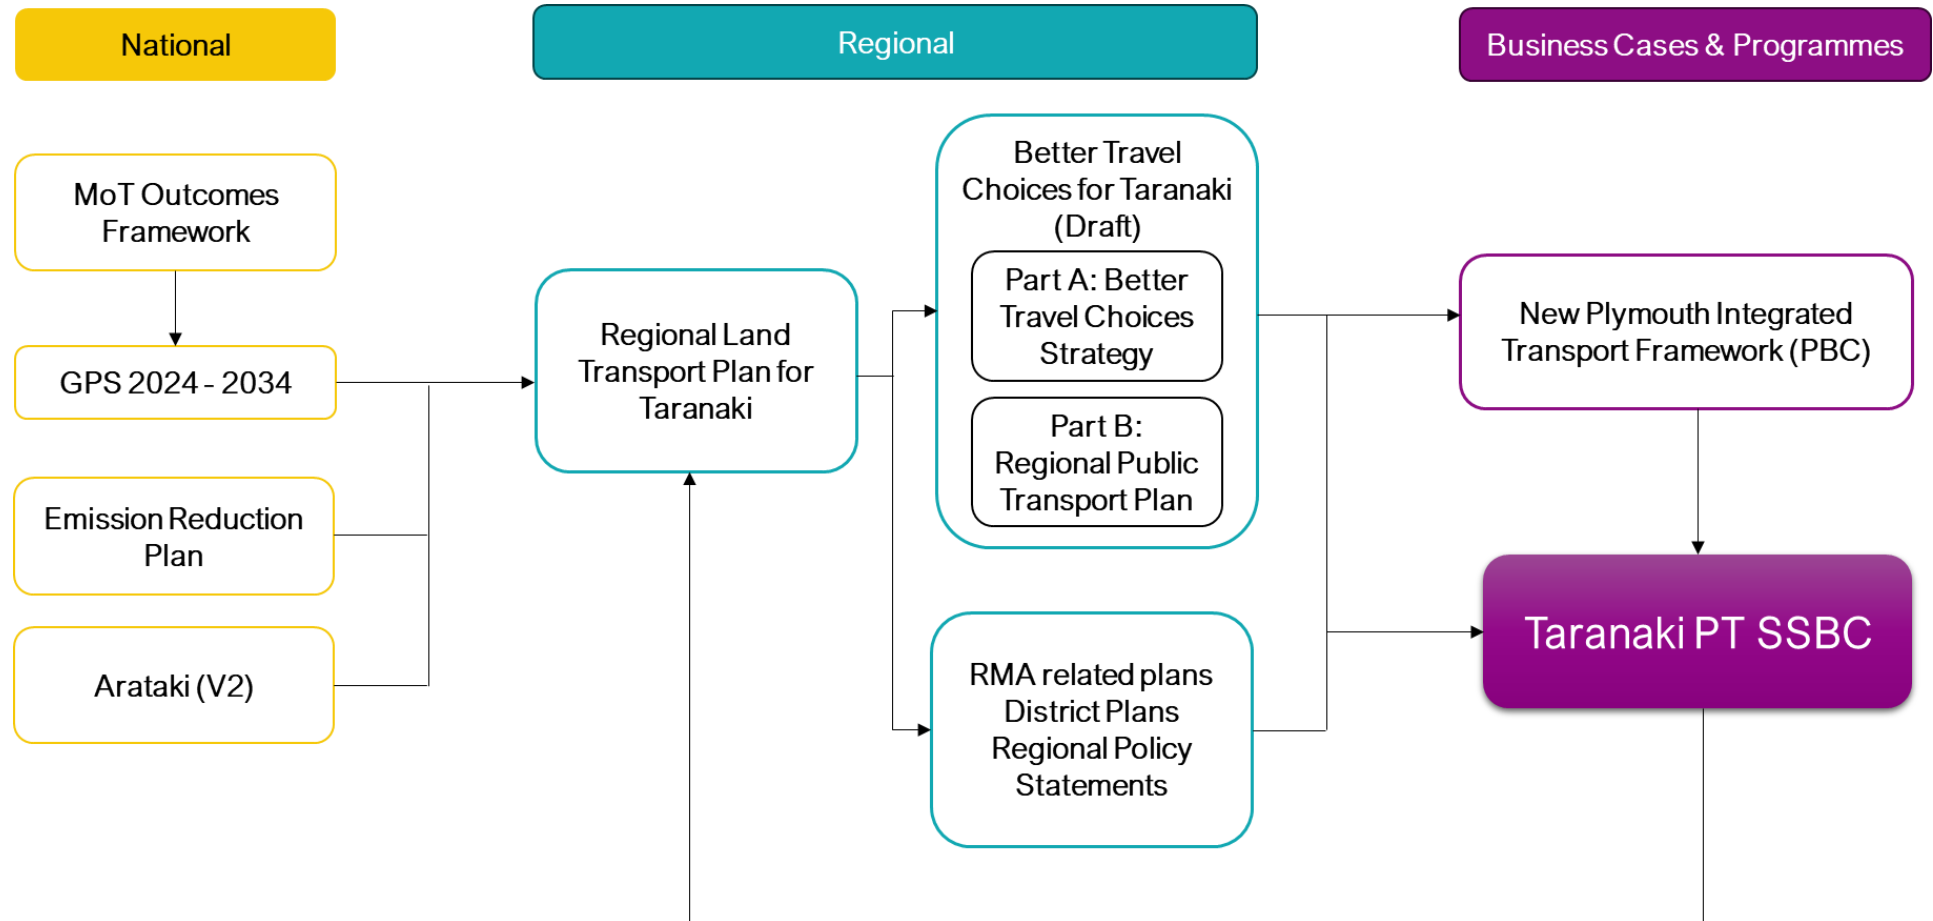 National
Regional
Business Cases & Programmes
MoT Outcomes
Framework
GPS 2024 - 2034
Emission Reduction
Plan
Arataki (V2)
Regional Land
Transport Plan for
Taranaki
Better Travel
Choices for Taranaki
(Draft)
Part A: Better
Travel Choices
Strategy
Part B:
Regional Public
Transport Plan
RMA related plans
District Plans
Regional Policy
Statements
New Plymouth Integrated
Transport Framework (PBC)
Taranaki PT SSBC